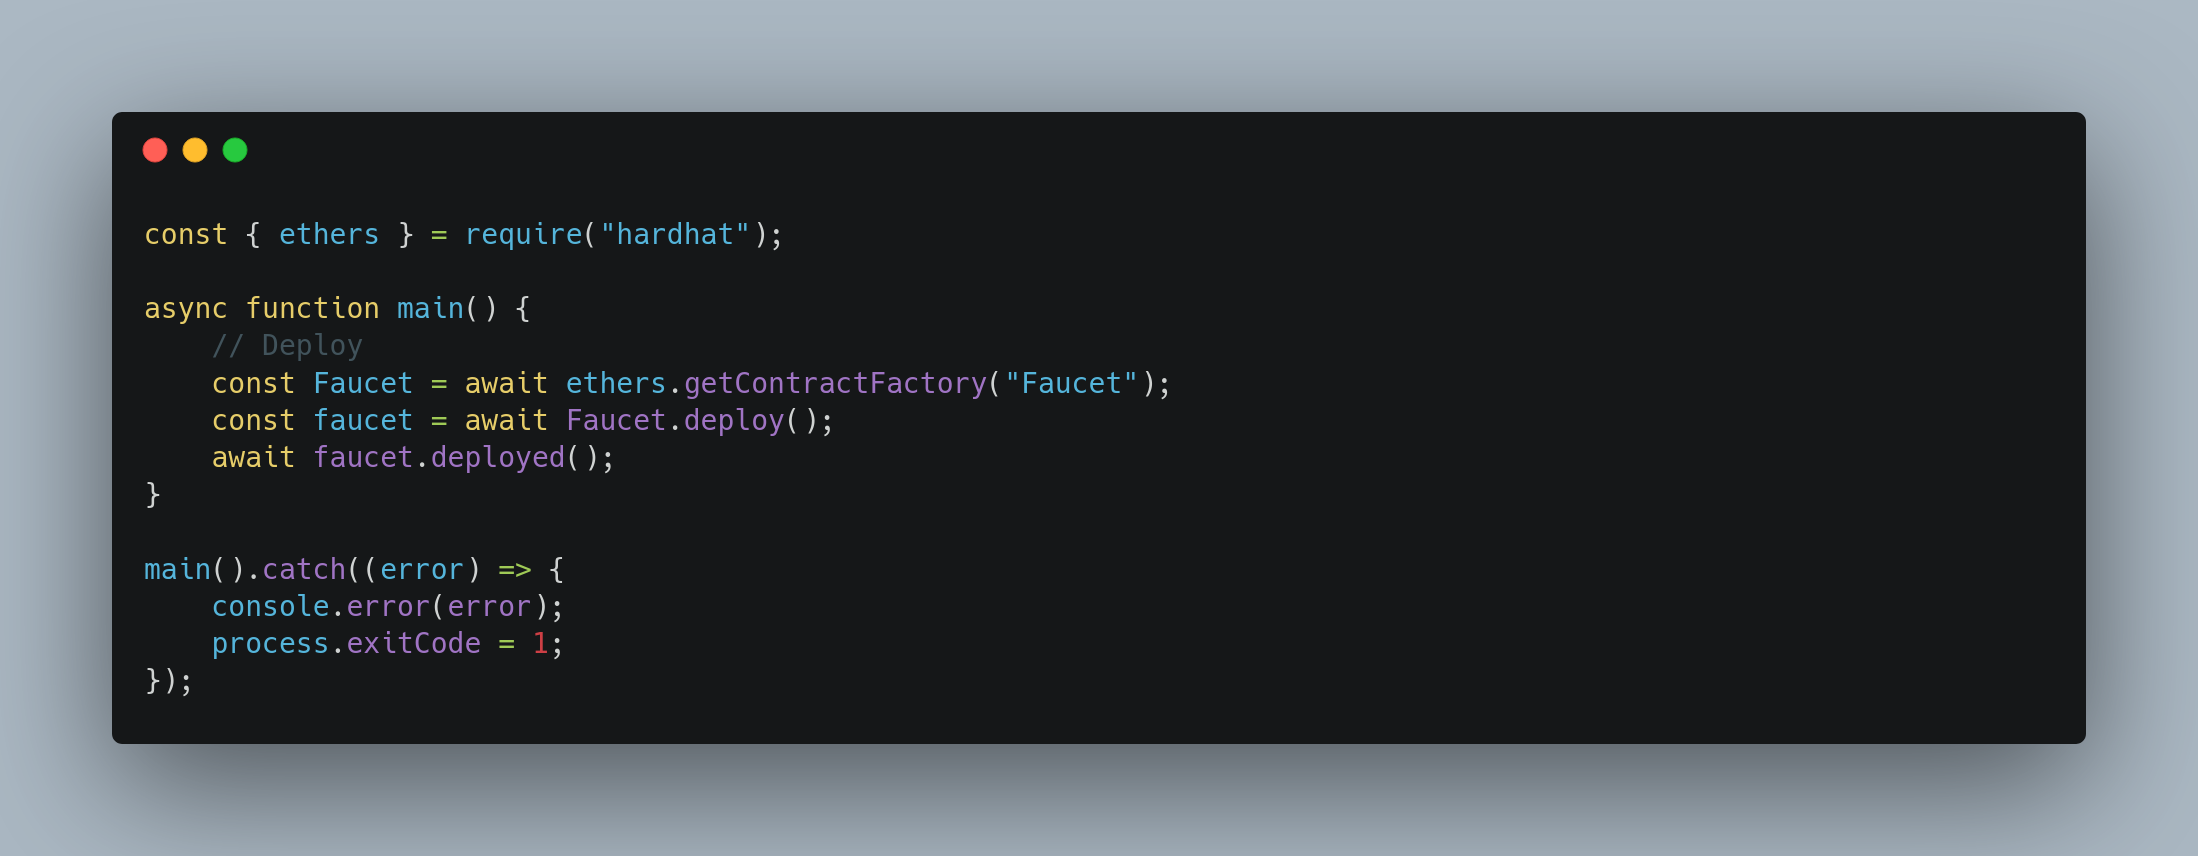 const { ethers } = require("hardhat");

async function main() {
    // Deploy
    const Faucet = await ethers.getContractFactory("Faucet");
    const faucet = await Faucet.deploy();
    await faucet.deployed();
}

main().catch((error) => {
    console.error(error);
    process.exitCode = 1;
});